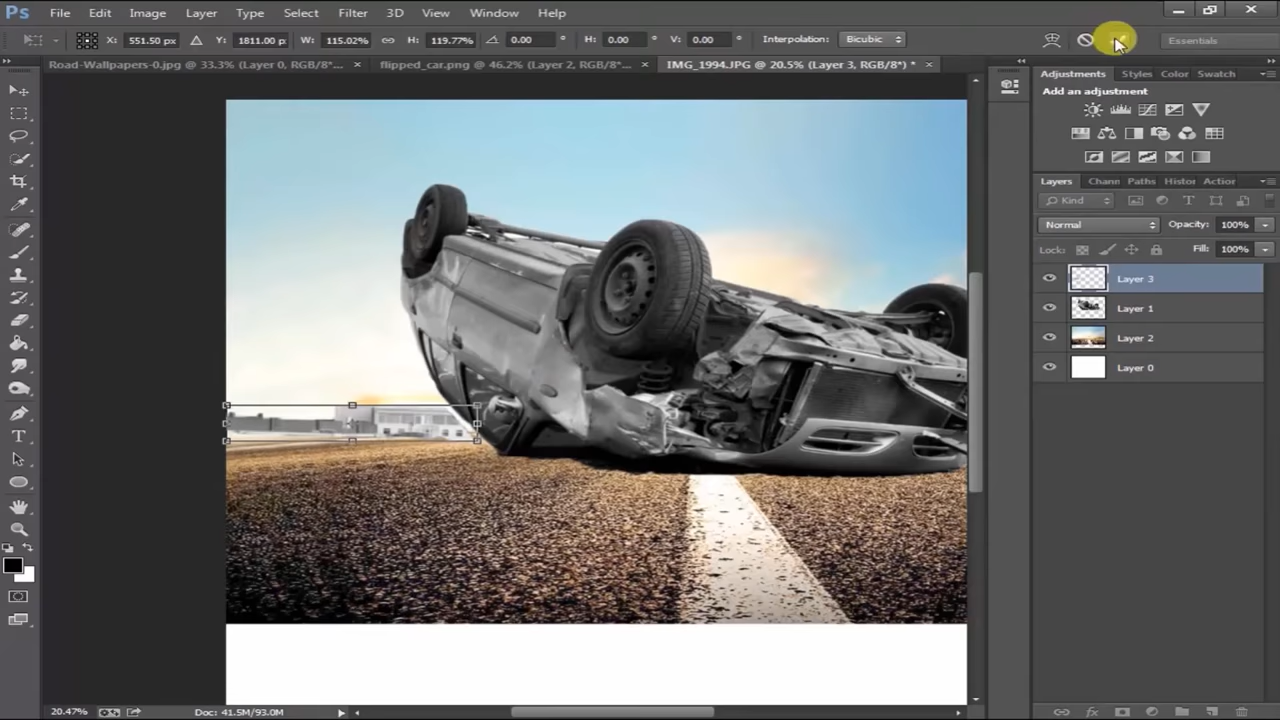 Ps File Edit Image Layer Type Select Filter 3D View Window Help
X: 551.50 px Y: 1811.00 p: W: 115.02% H: 119.77% 0.00 ° H: 0.00 ° V: 0.00 ° Interpolation: Bicubic Essentials
Road-Wallpapers-0.jpg @ 33.3% (Layer 0, RGB/8*) * × flipped_car.png @ 46.2% (Layer 2, RGB/8*) * × IMG_1994.JPG @ 20.5% (Layer 3, RGB/8*) * ×
Adjustments Styles Color Swatch
Add an adjustment
Layers Chann Paths Histor Action
Kind
Normal Opacity: 100%
Lock: Fill: 100%
Layer 3
Layer 1
Layer 2
Layer 0
20.47% Doc: 41.5M/93.0M